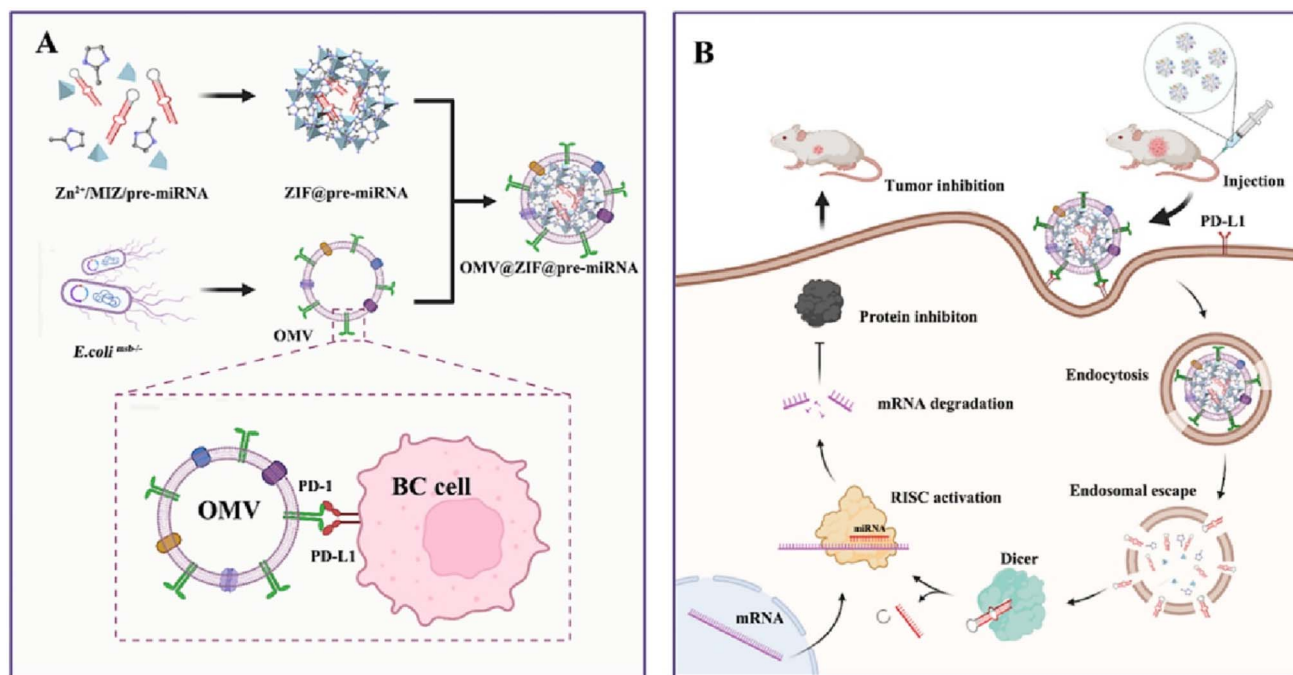 A
Zn²⁺/MIZ/pre-miRNA
ZIF@pre-miRNA
OMV@ZIF@pre-miRNA
E.coli msb-/-
OMV
OMV
PD-1
PD-L1
BC cell
B
Tumor inhibition
Injection
PD-L1
Protein inhibiton
Endocytosis
mRNA degradation
RISC activation
miRNA
Endosomal escape
Dicer
mRNA